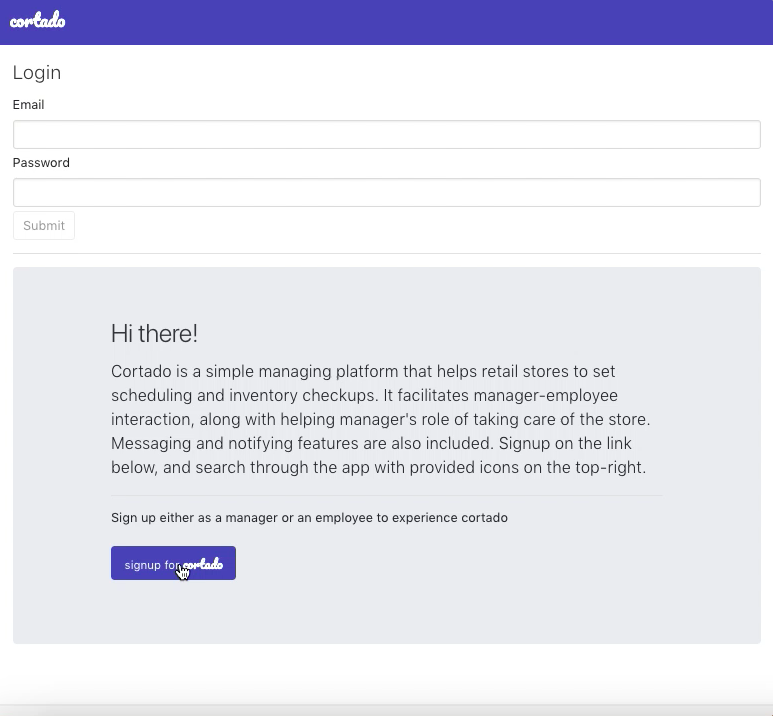 cortado
Login
Email
Password
Submit
Hi there!
Cortado is a simple managing platform that helps retail stores to set
scheduling and inventory checkups. It facilitates manager-employee
interaction, along with helping manager's role of taking care of the store.
Messaging and notifying features are also included. Signup on the link
below, and search through the app with provided icons on the top-right.
Sign up either as a manager or an employee to experience cortado
signup for cortado